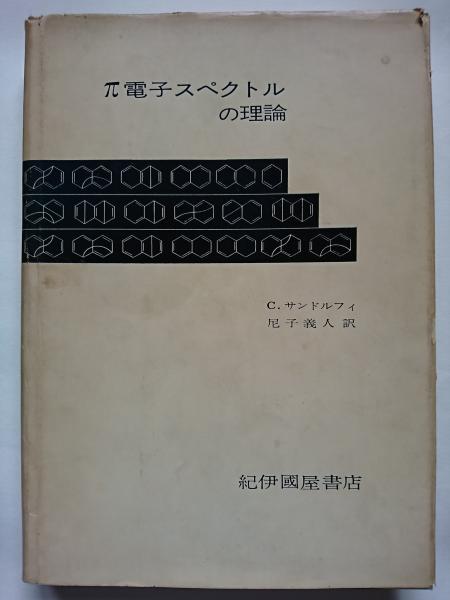 π電子スペクトル
の理論
C.サンドルフィ
尼子義人 訳
紀伊國屋書店